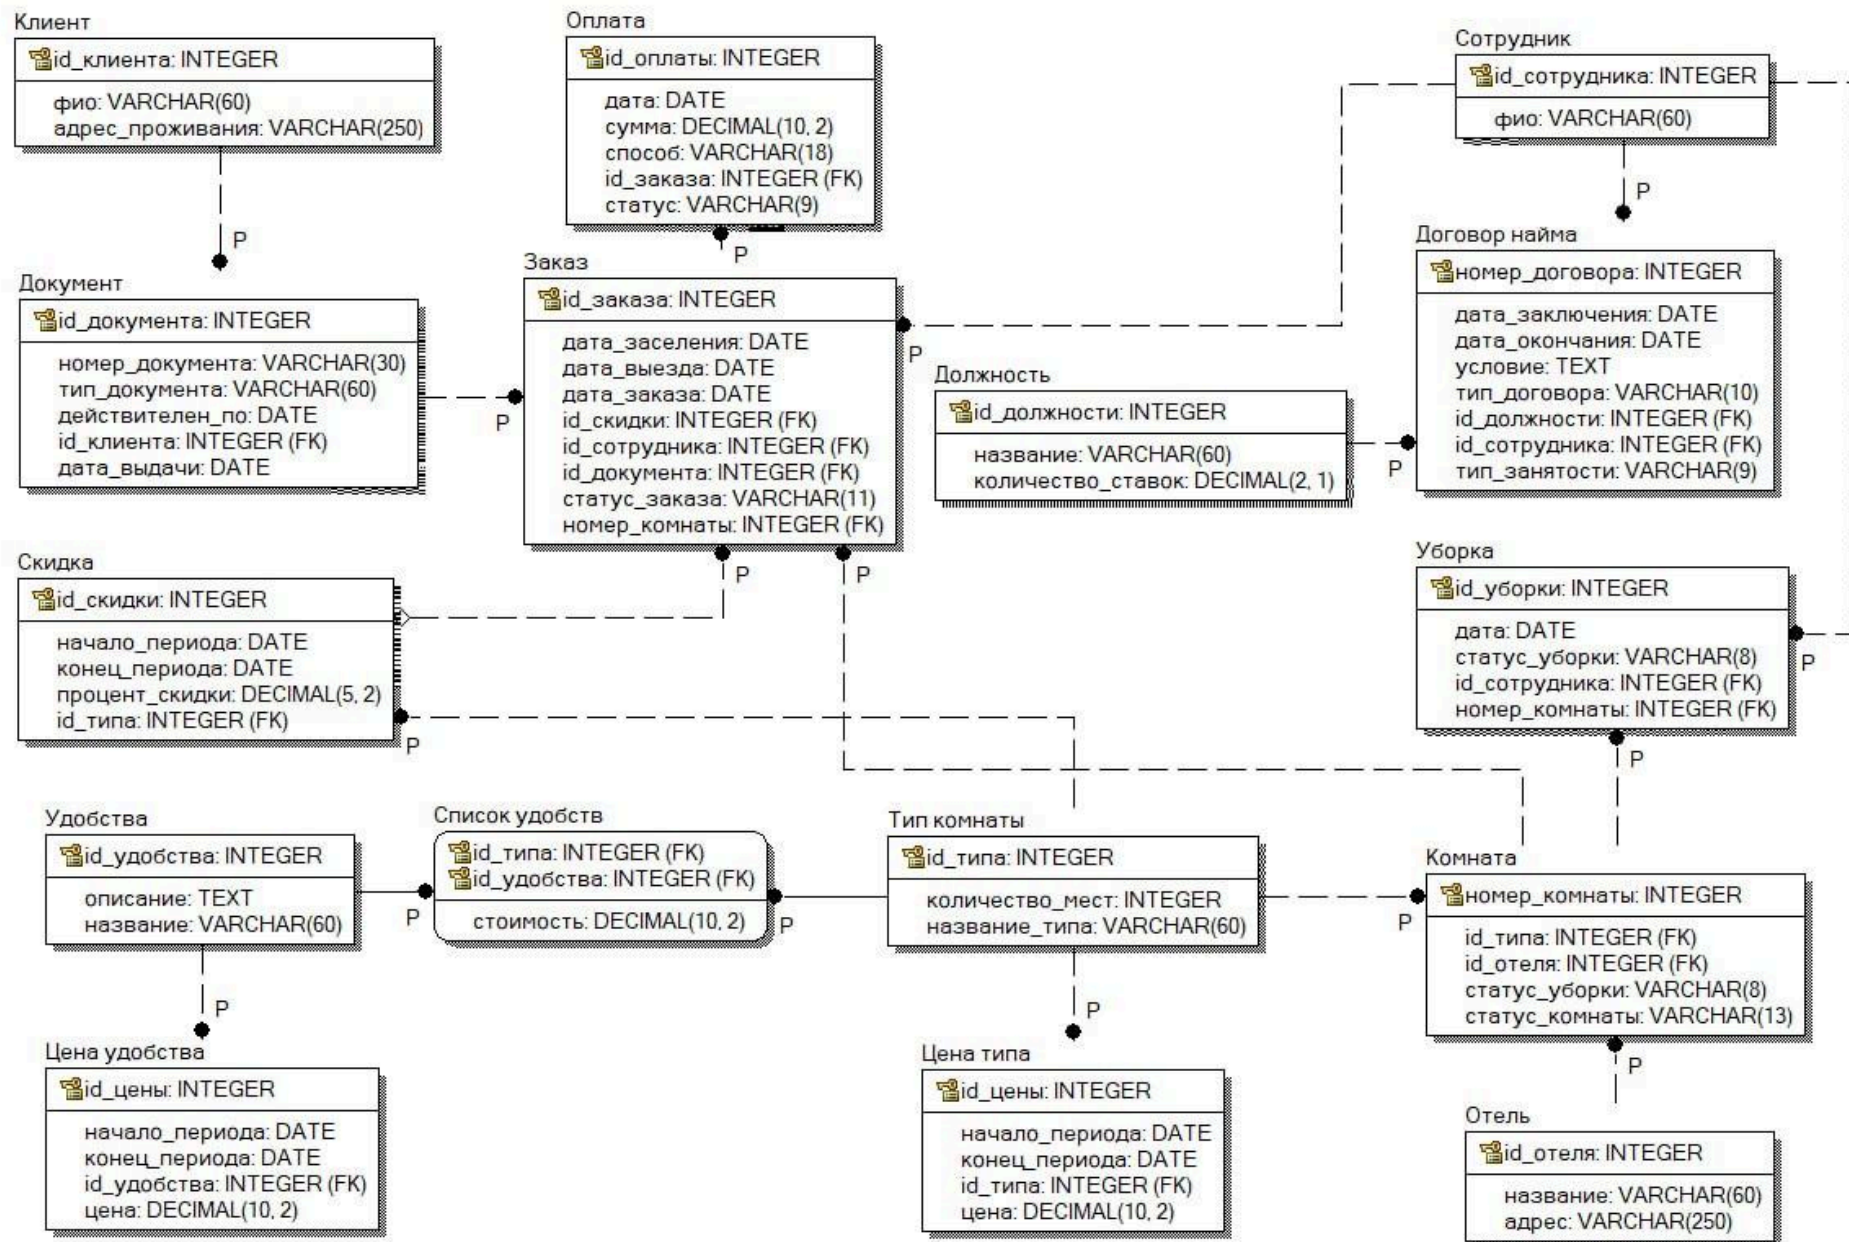 Клиент
id_клиента: INTEGER
фио: VARCHAR(60)
адрес_проживания: VARCHAR(250)
P
Оплата
id_оплаты: INTEGER
дата: DATE
сумма: DECIMAL(10, 2)
способ: VARCHAR(18)
id_заказа: INTEGER (FK)
статус: VARCHAR(9)
P
Сотрудник
id_сотрудника: INTEGER
фио: VARCHAR(60)
P
Документ
id_документа: INTEGER
номер_документа: VARCHAR(30)
тип_документа: VARCHAR(60)
действителен_по: DATE
id_клиента: INTEGER (FK)
дата_выдачи: DATE
P
Заказ
id_заказа: INTEGER
дата_заселения: DATE
дата_выезда: DATE
дата_заказа: DATE
id_скидки: INTEGER (FK)
id_сотрудника: INTEGER (FK)
id_документа: INTEGER (FK)
статус_заказа: VARCHAR(11)
номер_комнаты: INTEGER (FK)
P
P
P
Должность
id_должности: INTEGER
название: VARCHAR(60)
количество_ставок: DECIMAL(2, 1)
P
Договор найма
номер_договора: INTEGER
дата_заключения: DATE
дата_окончания: DATE
условие: TEXT
тип_договора: VARCHAR(10)
id_должности: INTEGER (FK)
id_сотрудника: INTEGER (FK)
тип_занятости: VARCHAR(9)
Скидка
id_скидки: INTEGER
начало_периода: DATE
конец_периода: DATE
процент_скидки: DECIMAL(5, 2)
id_типа: INTEGER (FK)
P
Уборка
id_уборки: INTEGER
дата: DATE
статус_уборки: VARCHAR(8)
id_сотрудника: INTEGER (FK)
номер_комнаты: INTEGER (FK)
P
P
Удобства
id_удобства: INTEGER
описание: TEXT
название: VARCHAR(60)
P
P
Список удобств
id_типа: INTEGER (FK)
id_удобства: INTEGER (FK)
стоимость: DECIMAL(10, 2)
P
Тип комнаты
id_типа: INTEGER
количество_мест: INTEGER
название_типа: VARCHAR(60)
P
P
Комната
номер_комнаты: INTEGER
id_типа: INTEGER (FK)
id_отеля: INTEGER (FK)
статус_уборки: VARCHAR(8)
статус_комнаты: VARCHAR(13)
P
Цена удобства
id_цены: INTEGER
начало_периода: DATE
конец_периода: DATE
id_удобства: INTEGER (FK)
цена: DECIMAL(10, 2)
Цена типа
id_цены: INTEGER
начало_периода: DATE
конец_периода: DATE
id_типа: INTEGER (FK)
цена: DECIMAL(10, 2)
Отель
id_отеля: INTEGER
название: VARCHAR(60)
адрес: VARCHAR(250)